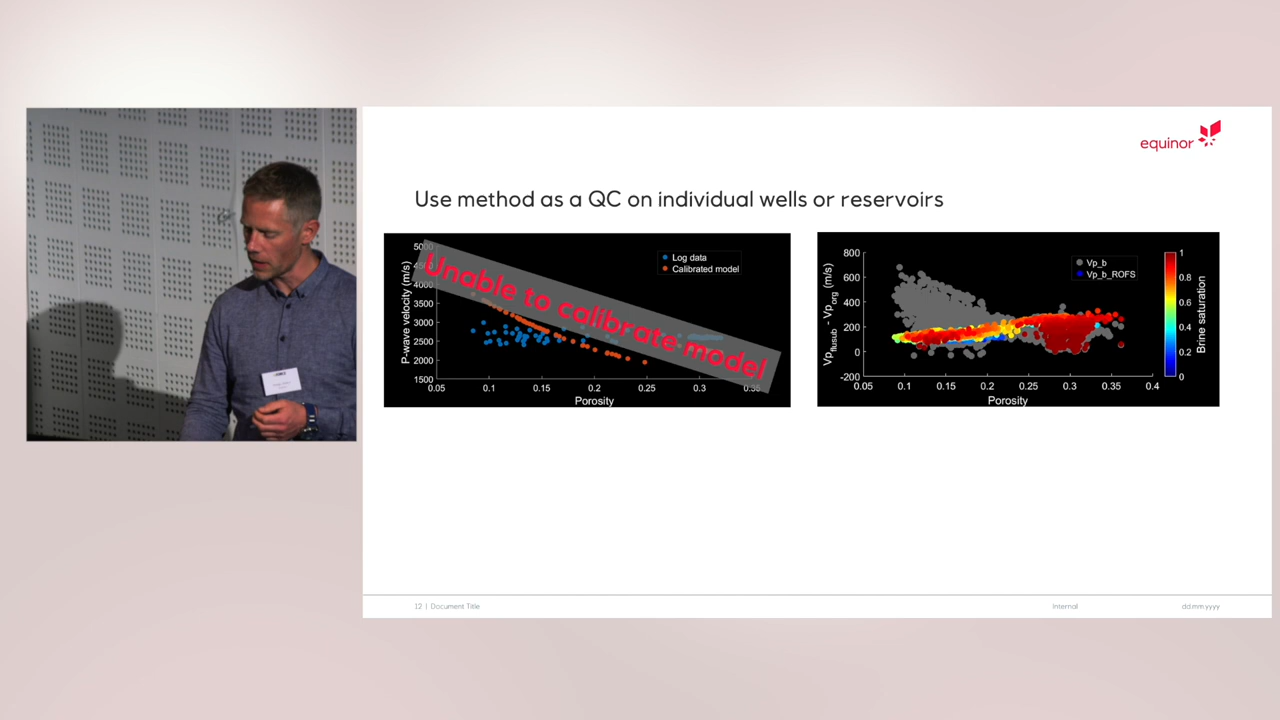 equinor
Use method as a QC on individual wells or reservoirs
Unable to calibrate model
P-wave velocity (m/s)
5000
4000
3500
3000
2500
2000
1500
0.05
0.1
0.15
0.2
0.25
0.3
0.35
Porosity
Log data
Calibrated model
Vpflusub - Vporg (m/s)
800
600
400
200
0
-200
0.05
0.1
0.15
0.2
0.25
0.3
0.35
0.4
Porosity
Vp_b
Vp_b_ROFS
1
0.8
0.6
0.4
0.2
0
Brine saturation
12 | Document Title
Internal
dd.mm.yyyy